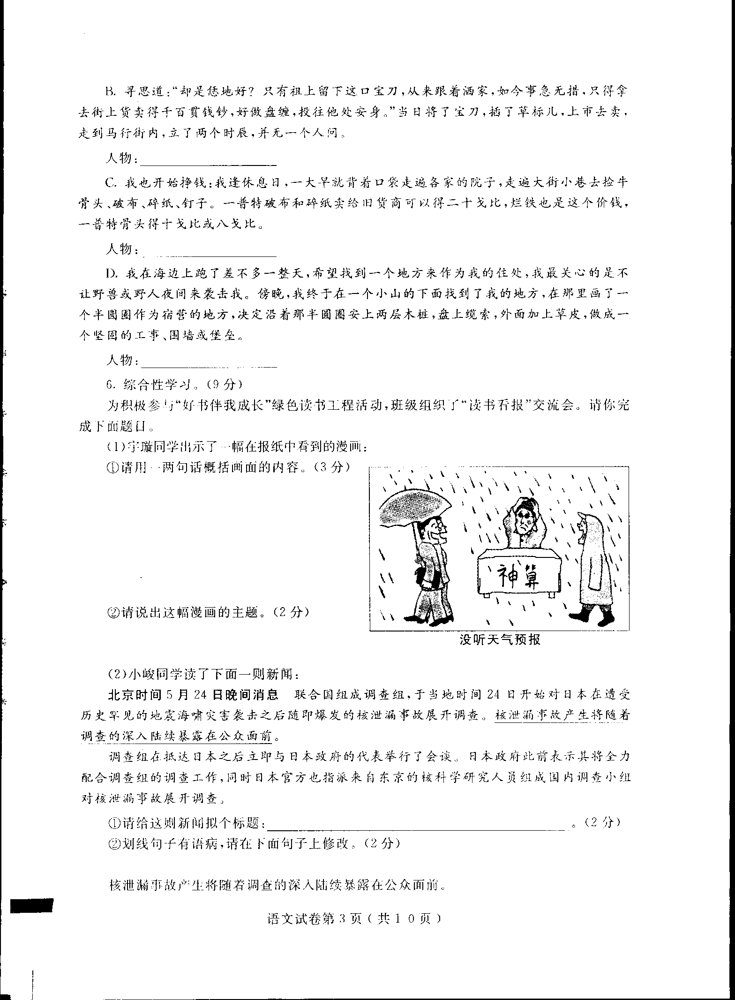 B. 寻思道:“却是恁地好? 只有祖上留下这口宝刀,从来跟着洒家,如今事急无措,只得拿
去街上货卖得千百贯钱钞,好做盘缠,投往他处安身。”当日将了宝刀,插了草标儿,上市去卖,
走到马行街内,立了两个时辰,并无一个人问。
人物:
C. 我也开始挣钱:我逢休息日,一大早就背着口袋走遍各家的院子,走遍大街小巷去捡牛
骨头、破布、碎纸、钉子。一普特破布和碎纸卖给旧货商可以得二十戈比,烂铁也是这个价钱,
一普特骨头得十戈比或八戈比。
人物:
D. 我在海边上跑了差不多一整天,希望找到一个地方来作为我的住处,我最关心的是不
让野兽或野人夜间来袭击我。傍晚,我终于在一个小山的下面找到了我的地方,在那里画了一
个半圆圈作为宿营的地方,决定沿着那半圆圈安上两层木桩,盘上缆索,外面加上草皮,做成一
个坚固的工事、围墙或堡垒。
人物:
6. 综合性学习。(9 分)
为积极参与“好书伴我成长”绿色读书工程活动,班级组织了“读书看报”交流会。请你完
成下面题目。
(1)宇璇同学出示了一幅在报纸中看到的漫画:
①请用一两句话概括画面的内容。(3 分)
神算
②请说出这幅漫画的主题。(2 分)
没听天气预报
(2)小峻同学读了下面一则新闻:
北京时间 5 月 24 日晚间消息 联合国组成调查组,于当地时间 24 日开始对日本在遭受
历史罕见的地震海啸灾害袭击之后随即爆发的核泄漏事故展开调查。核泄漏事故产生将随着
调查的深入陆续暴露在公众面前。
调查组在抵达日本之后立即与日本政府的代表举行了会谈。日本政府此前表示其将全力
配合调查组的调查工作,同时日本官方也指派来自东京的核科学研究人员组成国内调查小组
对核泄漏事故展开调查。
①请给这则新闻拟个标题: 。(2 分)
②划线句子有语病,请在下面句子上修改。(2 分)
核泄漏事故产生将随着调查的深入陆续暴露在公众面前。
语文试卷第 3 页 ( 共 1 0 页 )